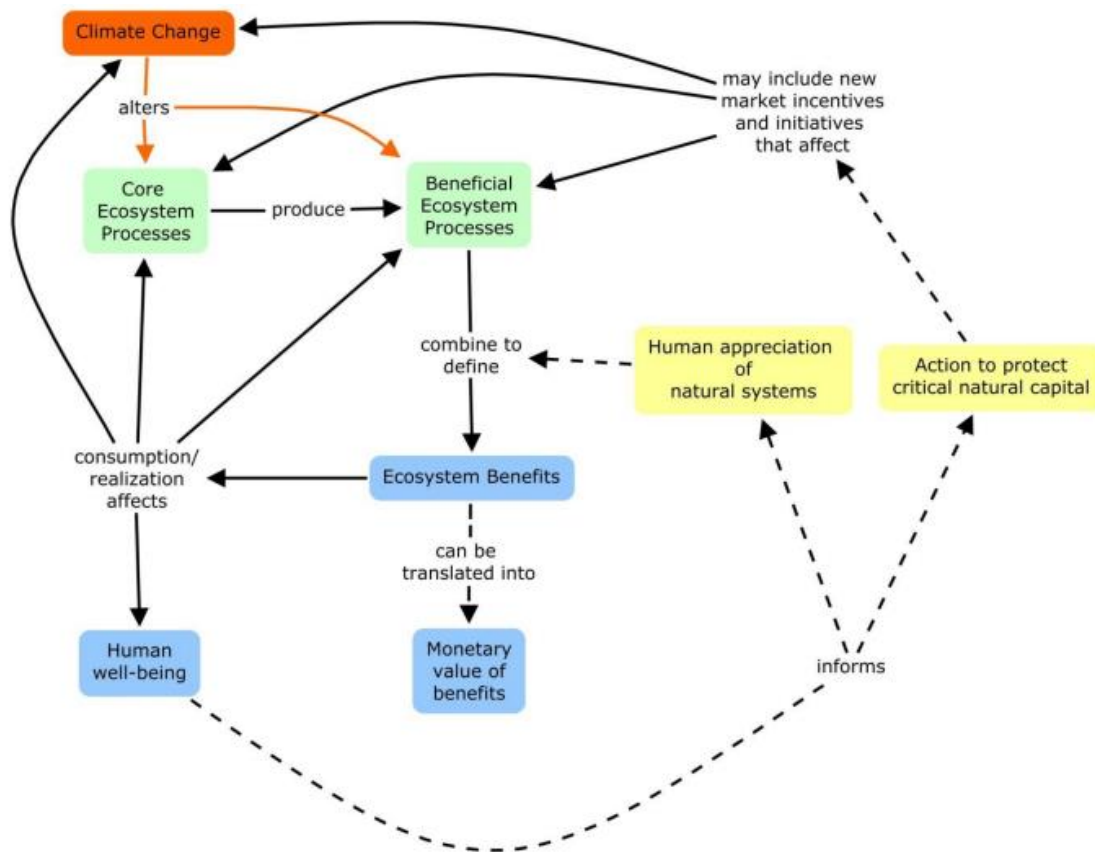 Climate Change
may include new
market incentives
and initiatives
that affect
alters
Core
Ecosystem
Processes
produce
Beneficial
Ecosystem
Processes
combine to
define
Human appreciation
of
natural systems
Action to protect
critical natural capital
consumption/
realization
affects
Ecosystem Benefits
can be
translated into
Human
well-being
Monetary
value of
benefits
informs